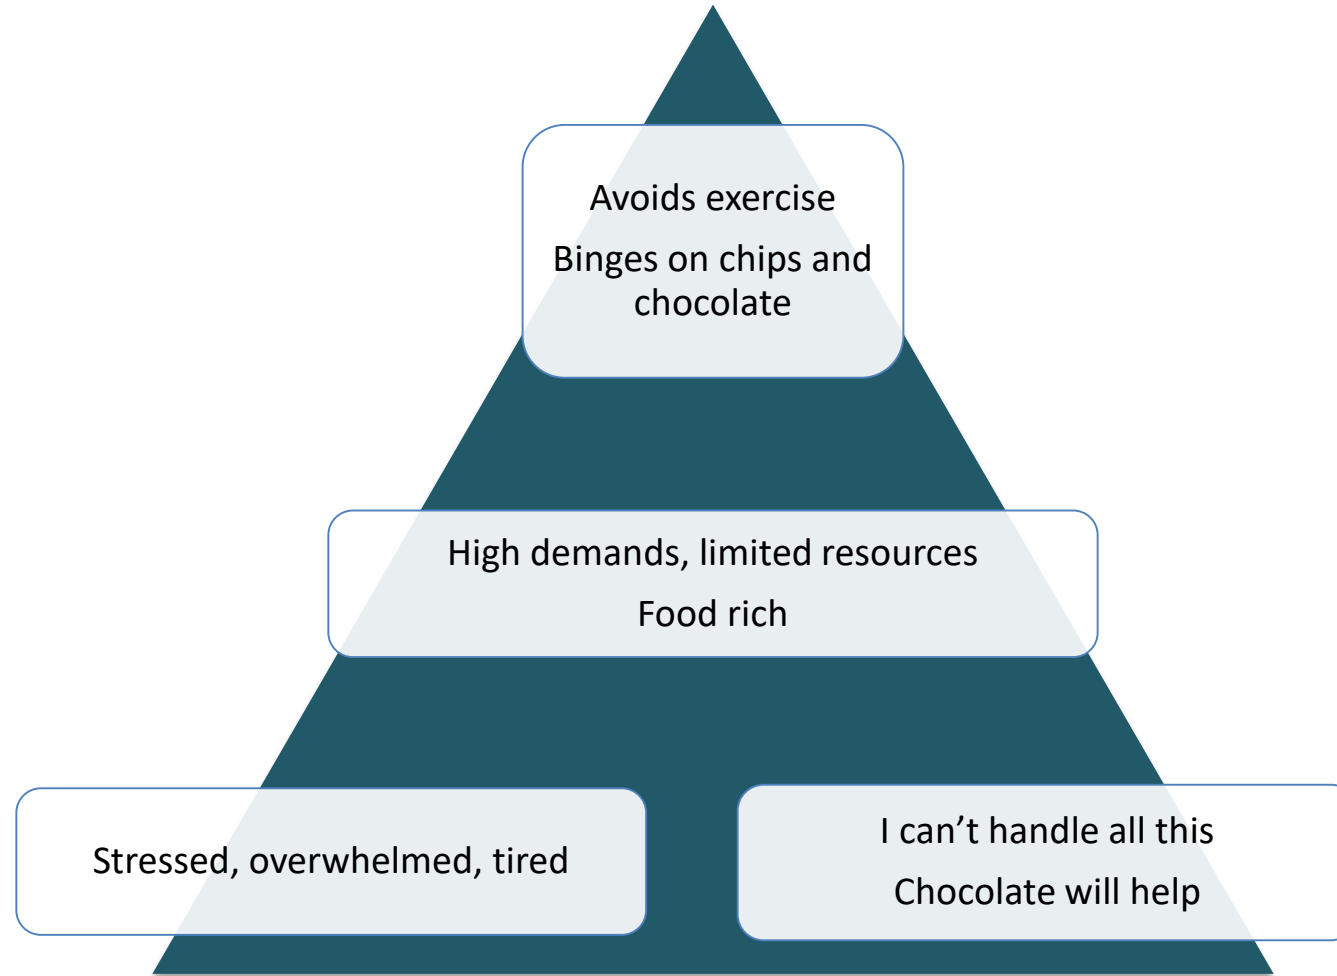 Avoids exercise
Binges on chips and
chocolate
High demands, limited resources
Food rich
Stressed, overwhelmed, tired
I can’t handle all this
Chocolate will help